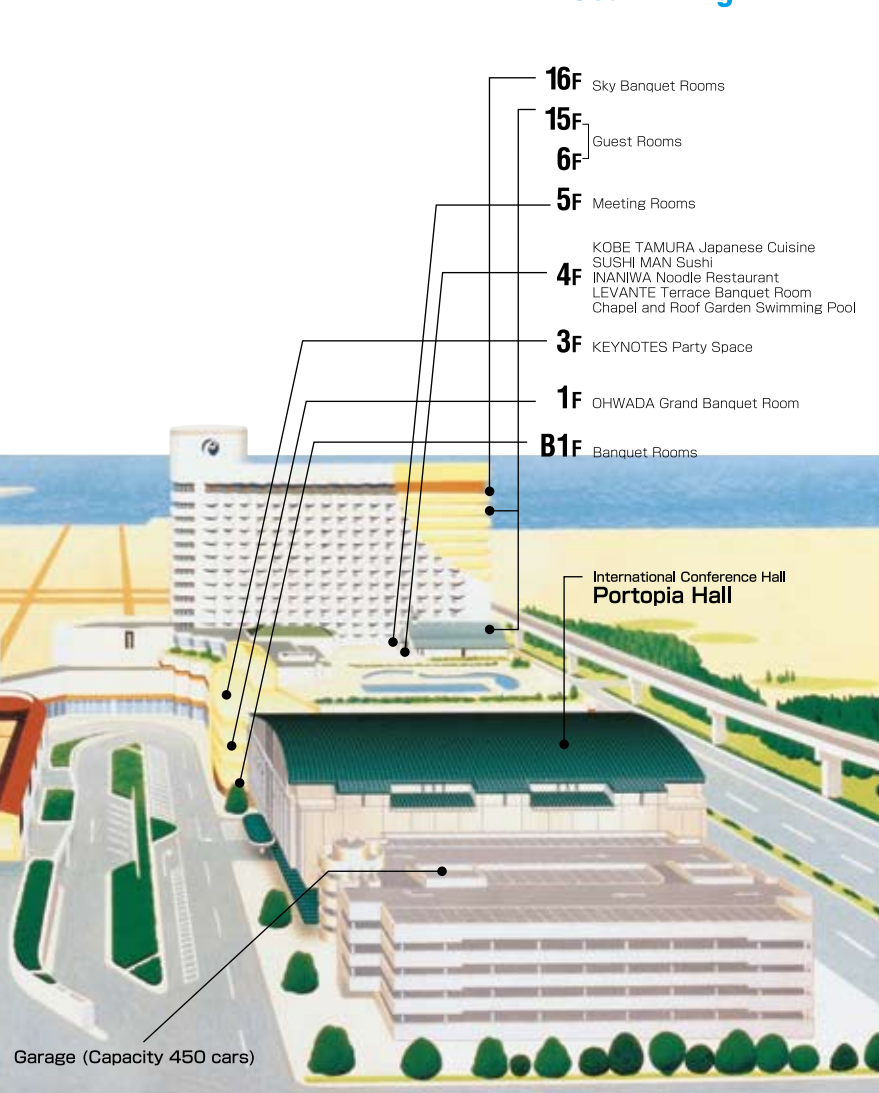 16F Sky Banquet Rooms
15F
Guest Rooms
6F
5F Meeting Rooms
KOBE TAMURA Japanese Cuisine
SUSHI MAN Sushi
4F INANIWA Noodle Restaurant
LEVANTE Terrace Banquet Room
Chapel and Roof Garden Swimming Pool
3F KEYNOTES Party Space
1F OHWADA Grand Banquet Room
B1F Banquet Rooms
International Conference Hall
Portopia Hall
Garage (Capacity 450 cars)